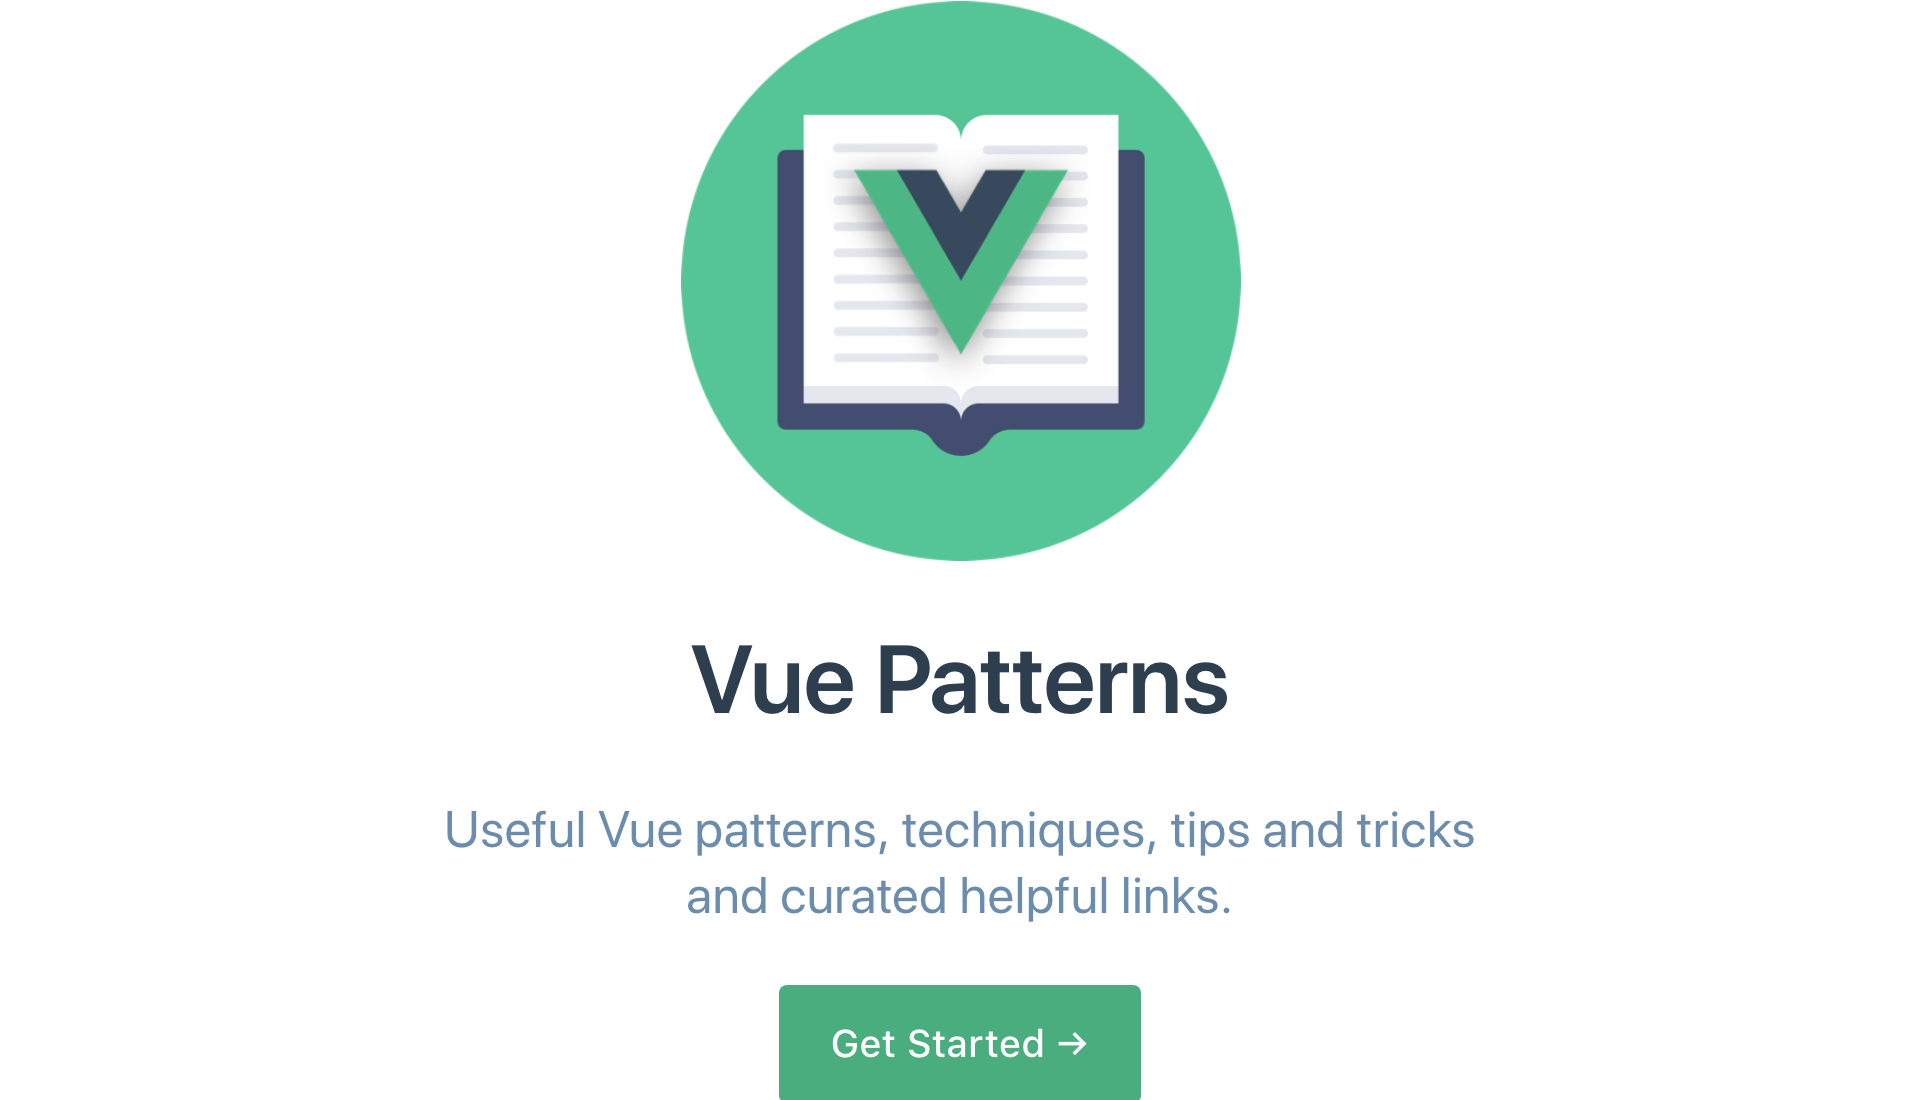 Vue Patterns
Useful Vue patterns, techniques, tips and tricks
and curated helpful links.
Get Started →